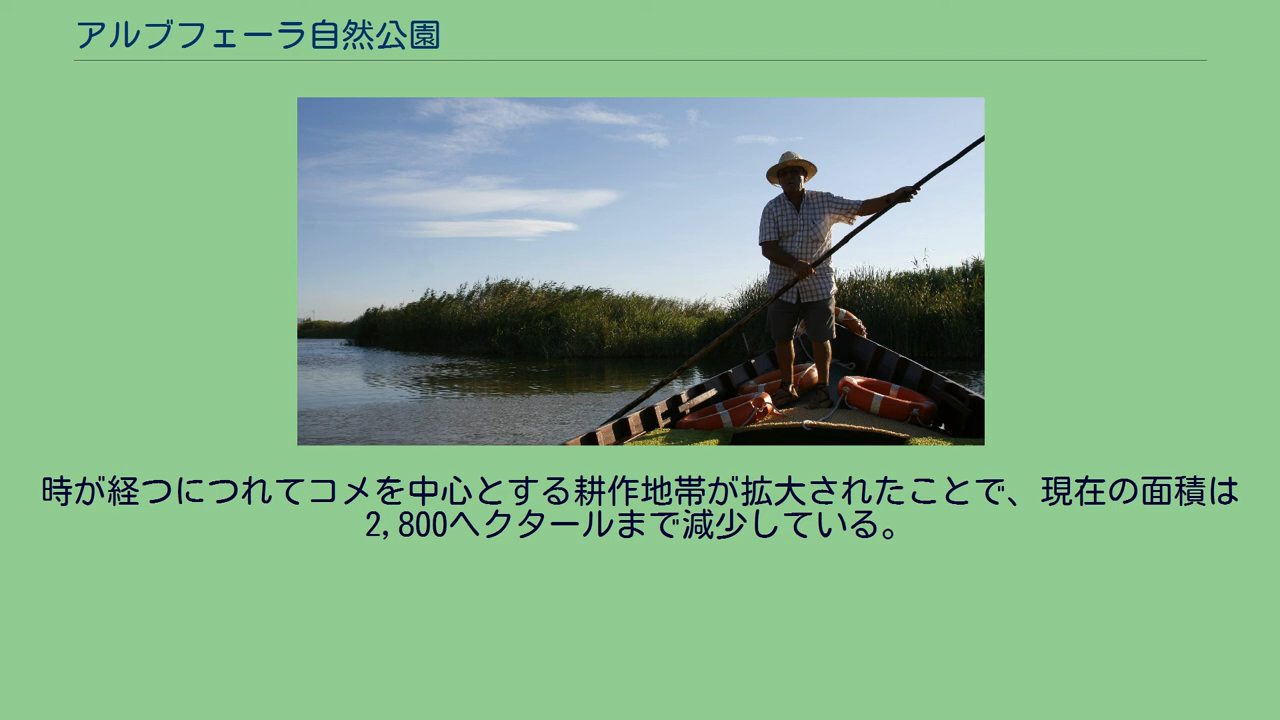 アルブフェーラ自然公園
時が経つにつれてコメを中心とする耕作地帯が拡大されたことで、現在の面積は
2,800ヘクタールまで減少している。